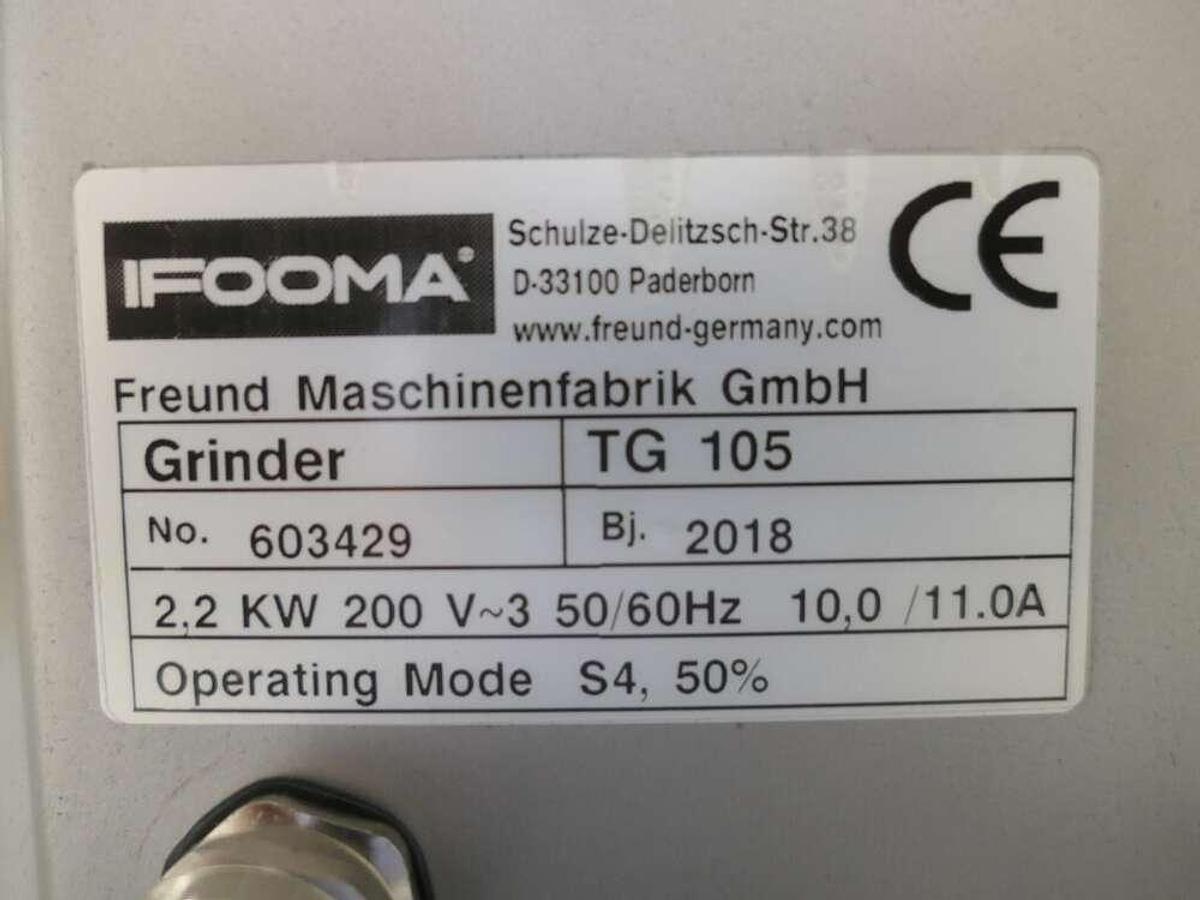 IFOOMA®
Schulze-Delitzsch-Str.38
D-33100 Paderborn
www.freund-germany.com
CE
Freund Maschinenfabrik GmbH
Grinder TG 105
No. 603429 Bj. 2018
2,2 KW 200 V~3 50/60Hz 10,0 /11.0A
Operating Mode S4, 50%